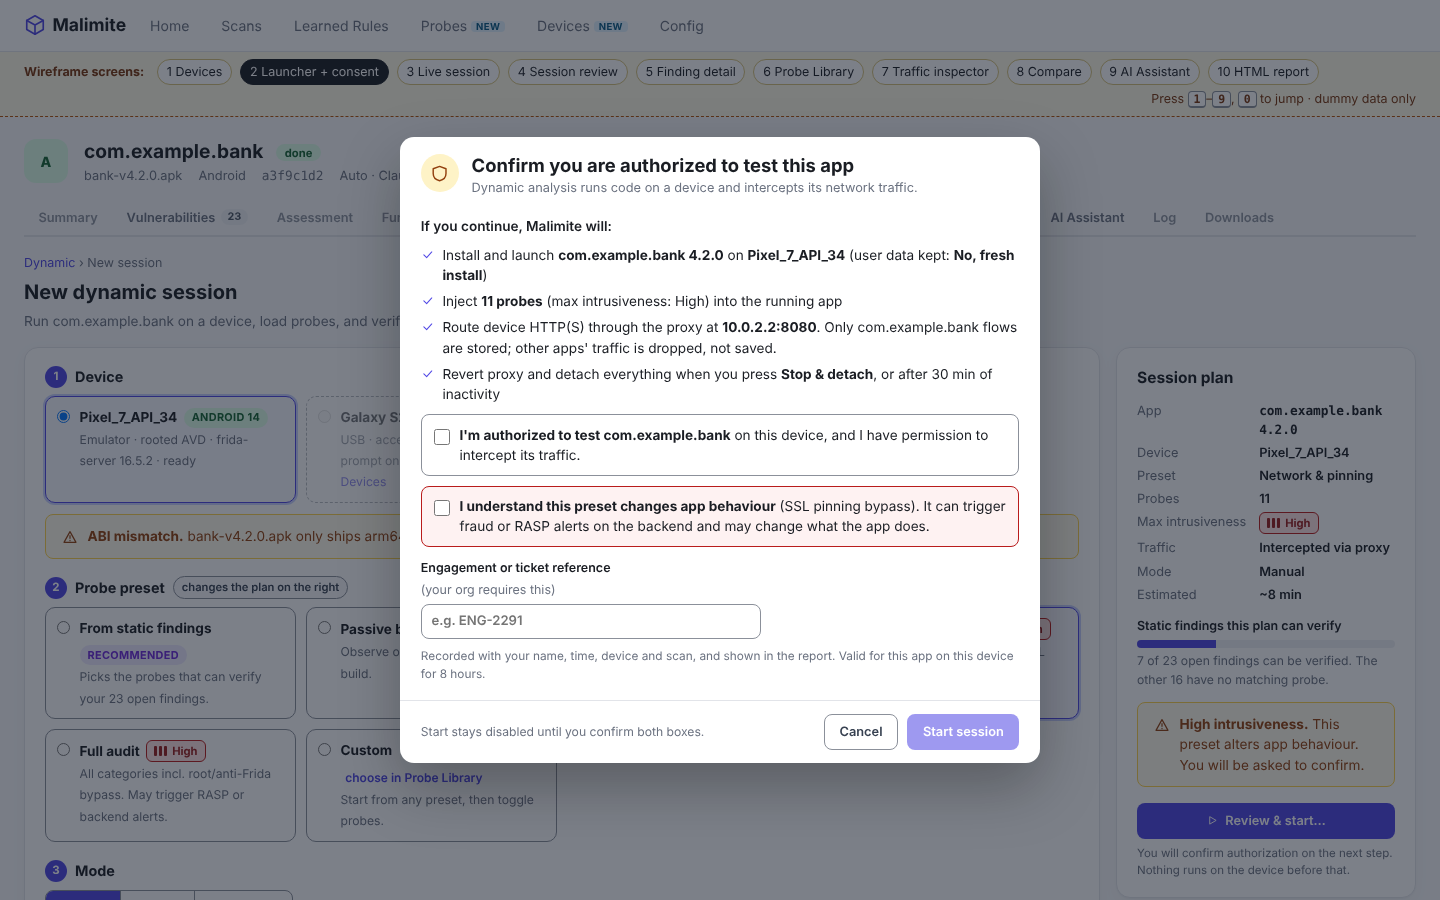 Malimite Home Scans Learned Rules Probes NEW Devices NEW Config
Wireframe screens: 1 Devices 2 Launcher + consent 3 Live session 4 Session review 5 Finding detail 6 Probe Library 7 Traffic inspector 8 Compare 9 AI Assistant 10 HTML report
Press 1–9, 0 to jump · dummy data only
A com.example.bank done
bank-v4.2.0.apk Android a3f9c1d2 Auto · Cla
Summary Vulnerabilities 23 Assessment Fu AI Assistant Log Downloads
Dynamic › New session
New dynamic session
Run com.example.bank on a device, load probes, and verif
1 Device
Pixel_7_API_34 ANDROID 14
Emulator · rooted AVD · frida-
server 16.5.2 · ready
Galaxy S2
USB · acce
prompt on
Devices
ABI mismatch. bank-v4.2.0.apk only ships arm6
2 Probe preset changes the plan on the right
From static findings
RECOMMENDED
Picks the probes that can verify
your 23 open findings.
Passive b
Observe o
build.
Full audit High
All categories incl. root/anti-Frida
bypass. May trigger RASP or
backend alerts.
Custom
choose in Probe Library
Start from any preset, then toggle
probes.
3 Mode
Confirm you are authorized to test this app
Dynamic analysis runs code on a device and intercepts its network traffic.
If you continue, Malimite will:
Install and launch com.example.bank 4.2.0 on Pixel_7_API_34 (user data kept: No, fresh
install)
Inject 11 probes (max intrusiveness: High) into the running app
Route device HTTP(S) through the proxy at 10.0.2.2:8080. Only com.example.bank flows
are stored; other apps' traffic is dropped, not saved.
Revert proxy and detach everything when you press Stop & detach, or after 30 min of
inactivity
I'm authorized to test com.example.bank on this device, and I have permission to
intercept its traffic.
I understand this preset changes app behaviour (SSL pinning bypass). It can trigger
fraud or RASP alerts on the backend and may change what the app does.
Engagement or ticket reference
(your org requires this)
e.g. ENG-2291
Recorded with your name, time, device and scan, and shown in the report. Valid for this app on this device
for 8 hours.
Start stays disabled until you confirm both boxes. Cancel Start session
Session plan
App com.example.bank
4.2.0
Device Pixel_7_API_34
Preset Network & pinning
Probes 11
Max intrusiveness High
Traffic Intercepted via proxy
Mode Manual
Estimated ~8 min
Static findings this plan can verify
7 of 23 open findings can be verified. The
other 16 have no matching probe.
High intrusiveness. This
preset alters app behaviour.
You will be asked to confirm.
Review & start...
You will confirm authorization on the next step.
Nothing runs on the device before that.